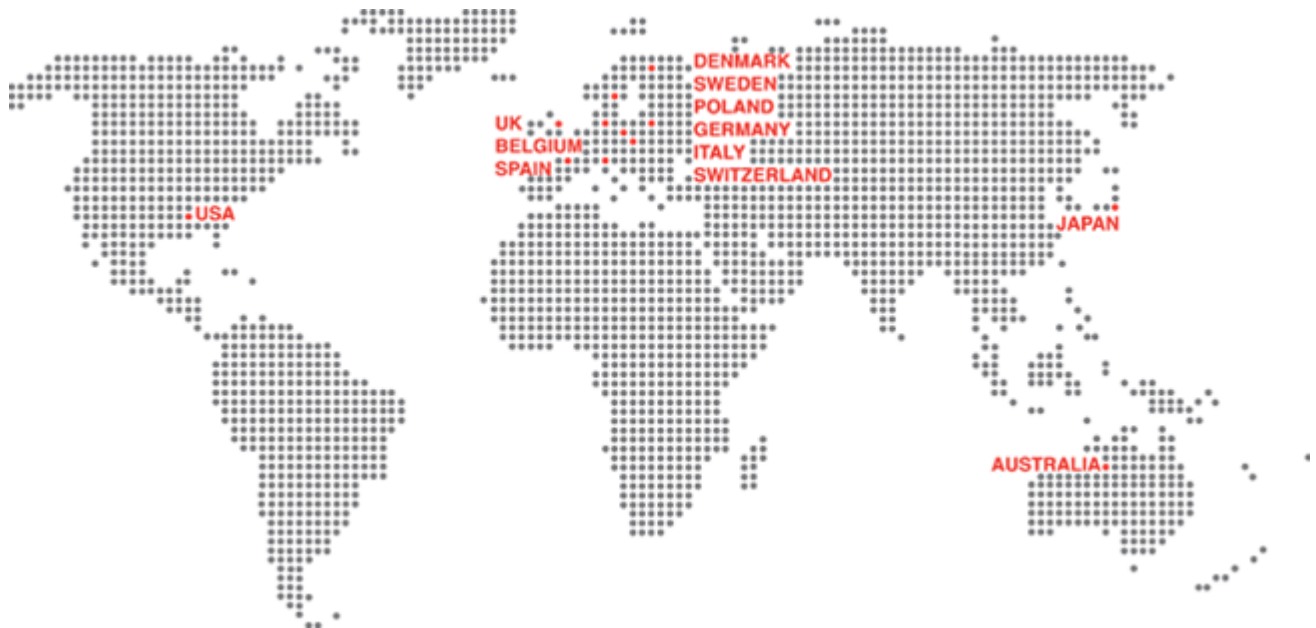 DENMARK
SWEDEN
POLAND
GERMANY
ITALY
SWITZERLAND
UK
BELGIUM
SPAIN
USA
JAPAN
AUSTRALIA